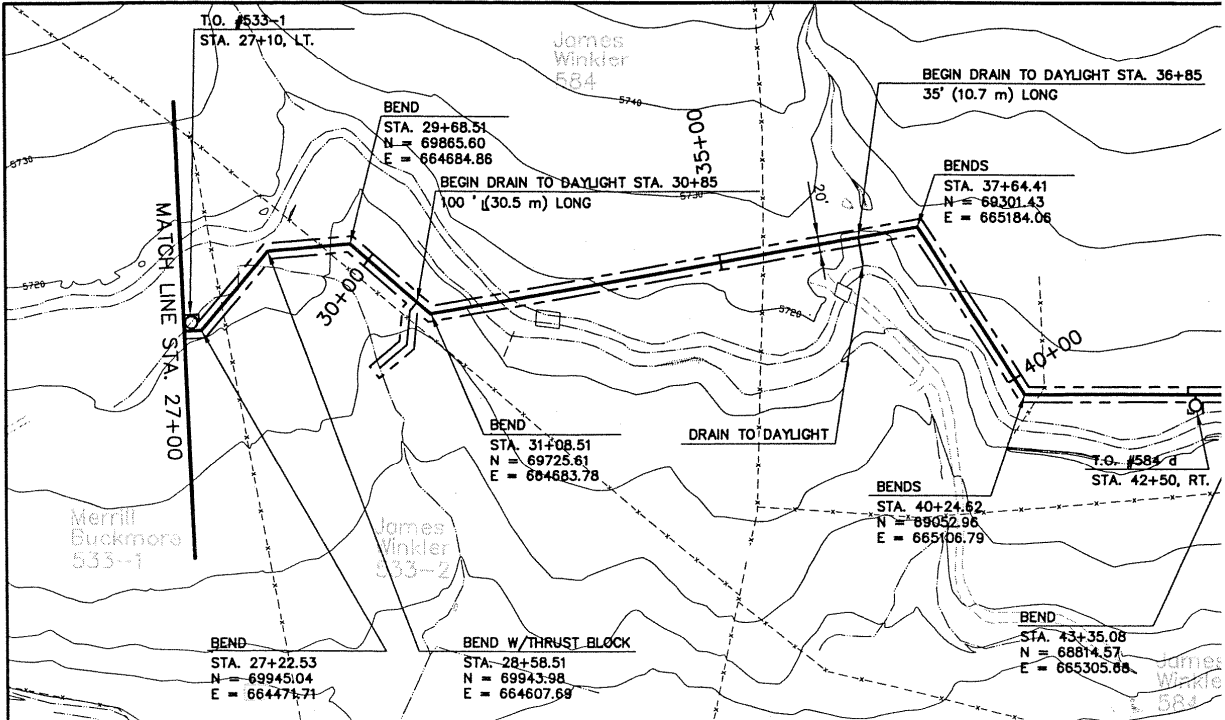 T.O. #533-1
STA. 27+10, LT.
James
Winkler
584
BEGIN DRAIN TO DAYLIGHT STA. 36+85
35' (10.7 m) LONG
5740
BEND
STA. 29+68.51
N = 69865.60
E = 664684.86
35+00
5730
BEGIN DRAIN TO DAYLIGHT STA. 30+85
100 ' (30.5 m) LONG
5730
20'
BENDS
STA. 37+64.41
N = 69301.43
E = 665184.06
MATCH LINE STA. 27+00
5720
30+00
5720
40+00
BEND
STA. 31+08.51
N = 69725.61
E = 664683.78
DRAIN TO DAYLIGHT
T.O. #584 d
STA. 42+50, RT.
BENDS
STA. 40+24.62
N = 69052.96
E = 665106.79
Merrill
Buckmore
533-1
James
Winkler
533-2
BEND
STA. 27+22.53
N = 69945.04
E = 664471.71
BEND W/THRUST BLOCK
STA. 28+58.51
N = 69943.98
E = 664607.69
BEND
STA. 43+35.08
N = 68814.57
E = 665305.68
James
Winkle
584